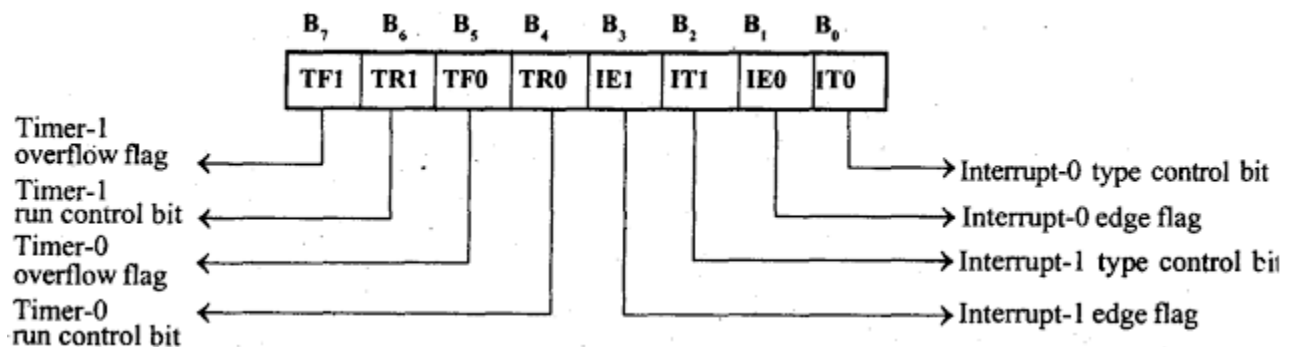 B₇ B₆ B₅ B₄ B₃ B₂ B₁ B₀
TF1 TR1 TF0 TR0 IE1 IT1 IE0 IT0
Timer-1
overflow flag
Timer-1
run control bit
Timer-0
overflow flag
Timer-0
run control bit
Interrupt-0 type control bit
Interrupt-0 edge flag
Interrupt-1 type control bit
Interrupt-1 edge flag